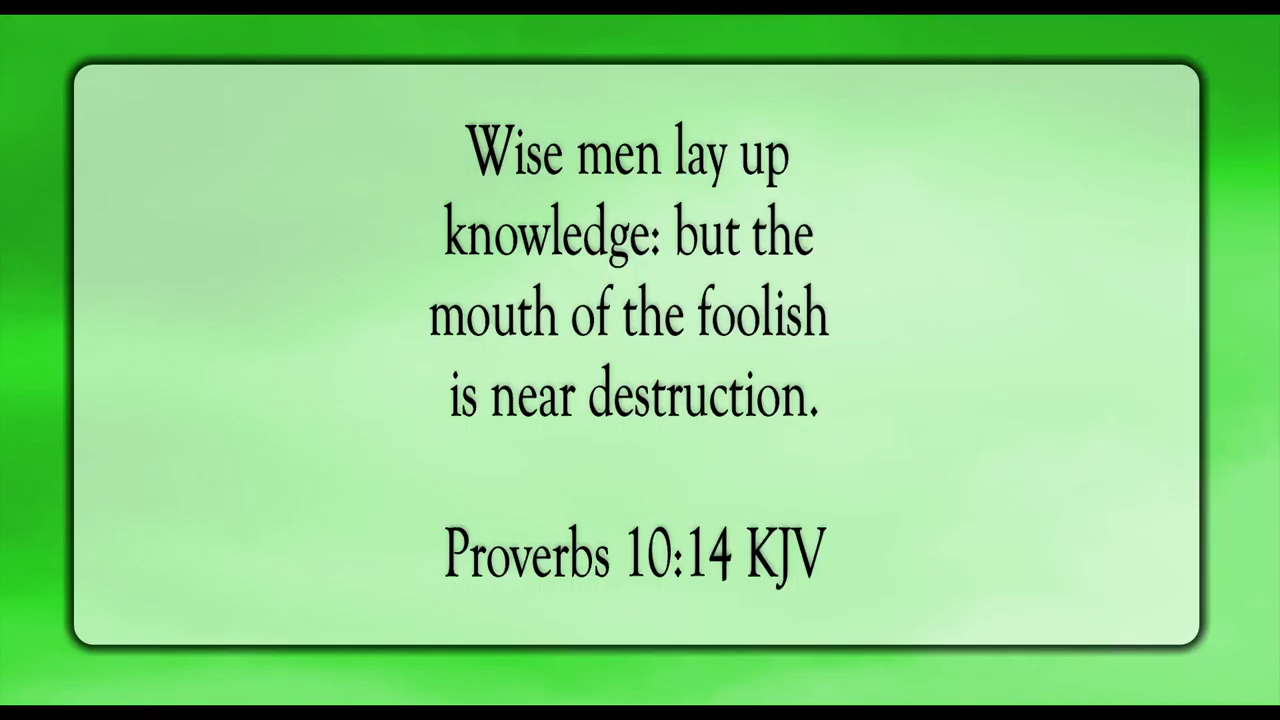 Wise men lay up
knowledge: but the
mouth of the foolish
is near destruction.
Proverbs 10:14 KJV